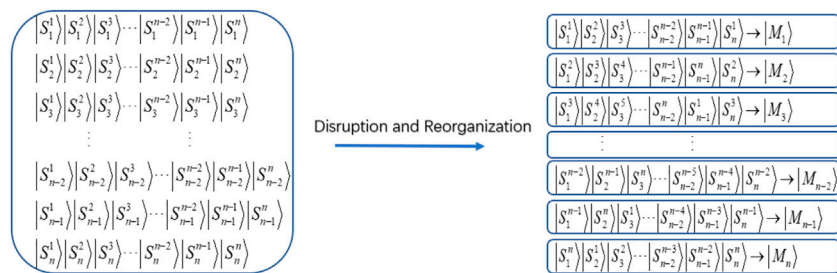 |S_1^1⟩|S_1^2⟩|S_1^3⟩⋯|S_1^{n-2}⟩|S_1^{n-1}⟩|S_1^n⟩
|S_2^1⟩|S_2^2⟩|S_2^3⟩⋯|S_2^{n-2}⟩|S_2^{n-1}⟩|S_2^n⟩
|S_3^1⟩|S_3^2⟩|S_3^3⟩⋯|S_3^{n-2}⟩|S_3^{n-1}⟩|S_3^n⟩
⋮ ⋮
|S_{n-2}^1⟩|S_{n-2}^2⟩|S_{n-2}^3⟩⋯|S_{n-2}^{n-2}⟩|S_{n-2}^{n-1}⟩|S_{n-2}^n⟩
|S_{n-1}^1⟩|S_{n-1}^2⟩|S_{n-1}^3⟩⋯|S_{n-1}^{n-2}⟩|S_{n-1}^{n-1}⟩|S_{n-1}^n⟩
|S_n^1⟩|S_n^2⟩|S_n^3⟩⋯|S_n^{n-2}⟩|S_n^{n-1}⟩|S_n^n⟩
Disruption and Reorganization
|S_1^1⟩|S_2^2⟩|S_3^3⟩⋯|S_{n-2}^{n-2}⟩|S_{n-1}^{n-1}⟩|S_n^1⟩→|M_1⟩
|S_1^2⟩|S_2^3⟩|S_3^4⟩⋯|S_{n-2}^{n-1}⟩|S_{n-1}^n⟩|S_n^2⟩→|M_2⟩
|S_1^3⟩|S_2^4⟩|S_3^5⟩⋯|S_{n-2}^n⟩|S_{n-1}^1⟩|S_n^3⟩→|M_3⟩
⋮ ⋮
|S_1^{n-2}⟩|S_2^{n-1}⟩|S_3^n⟩⋯|S_{n-2}^{n-5}⟩|S_{n-1}^{n-4}⟩|S_n^{n-2}⟩→|M_{n-2}⟩
|S_1^{n-1}⟩|S_2^n⟩|S_3^1⟩⋯|S_{n-2}^{n-4}⟩|S_{n-1}^{n-3}⟩|S_n^{n-1}⟩→|M_{n-1}⟩
|S_1^n⟩|S_2^1⟩|S_3^2⟩⋯|S_{n-2}^{n-3}⟩|S_{n-1}^{n-2}⟩|S_n^n⟩→|M_n⟩